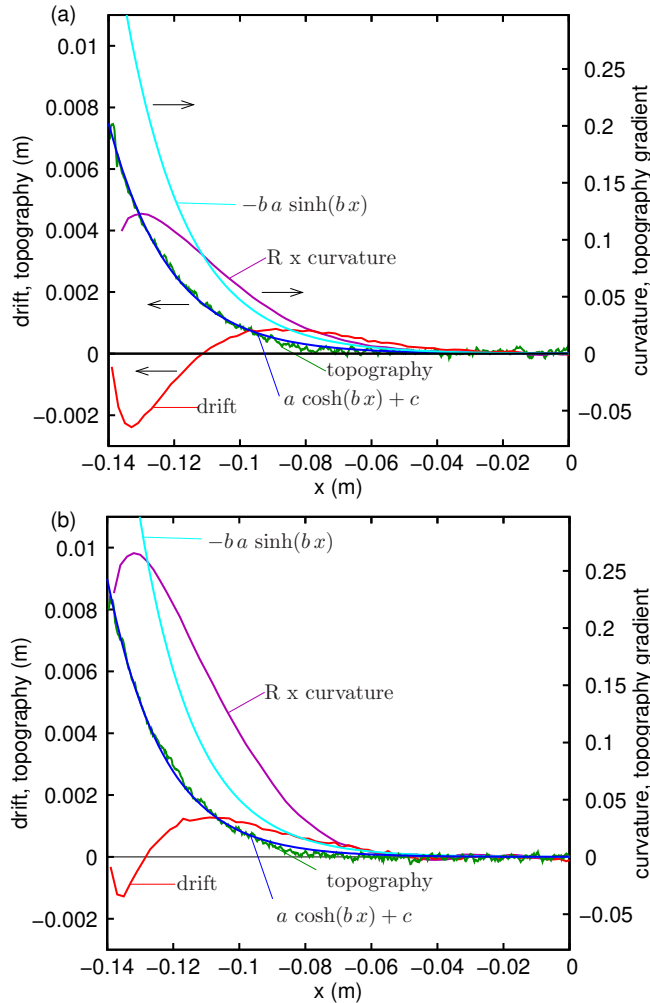 (a)
0.01
0.008
0.006
0.004
0.002
0
−0.002
drift, topography (m)
0.25
0.2
0.15
0.1
0.05
0
−0.05
curvature, topography gradient
−b a sinh(b x)
R x curvature
topography
a cosh(b x) + c
drift
−0.14 −0.12 −0.1 −0.08 −0.06 −0.04 −0.02 0
x (m)
(b)
0.01
0.008
0.006
0.004
0.002
0
−0.002
drift, topography (m)
0.25
0.2
0.15
0.1
0.05
0
−0.05
curvature, topography gradient
−b a sinh(b x)
R x curvature
drift
topography
a cosh(b x) + c
−0.14 −0.12 −0.1 −0.08 −0.06 −0.04 −0.02 0
x (m)